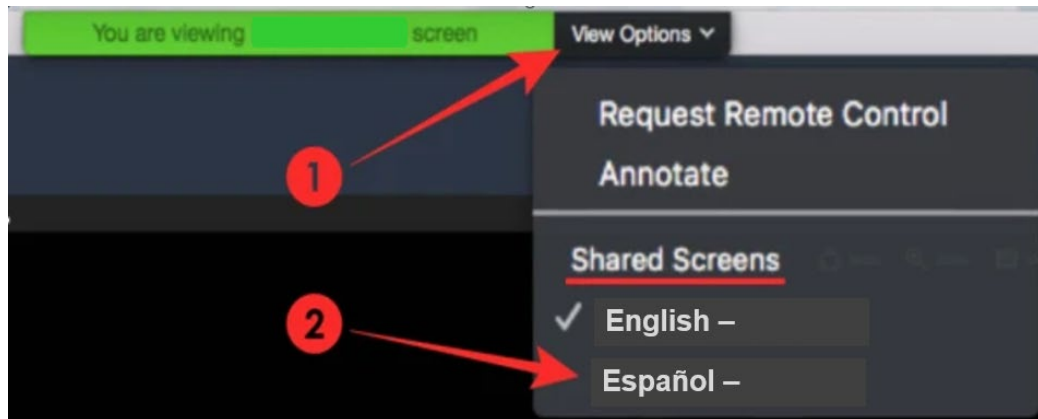 You are viewing screen
View Options
Request Remote Control
Annotate
1
Shared Screens
2
English –
Español –